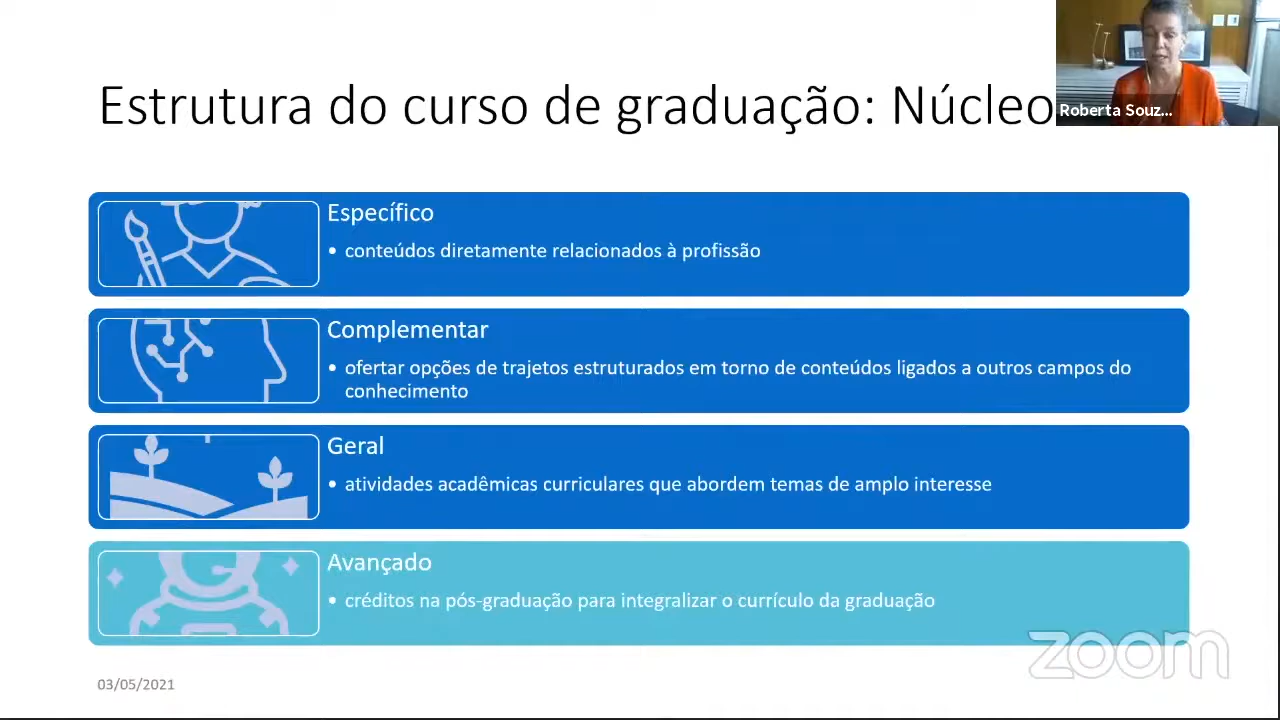 Estrutura do curso de graduação: Núcleo
Roberta Souz...
Específico
• conteúdos diretamente relacionados à profissão
Complementar
• ofertar opções de trajetos estruturados em torno de conteúdos ligados a outros campos do
conhecimento
Geral
• atividades acadêmicas curriculares que abordem temas de amplo interesse
Avançado
• créditos na pós-graduação para integralizar o currículo da graduação
zoom
03/05/2021